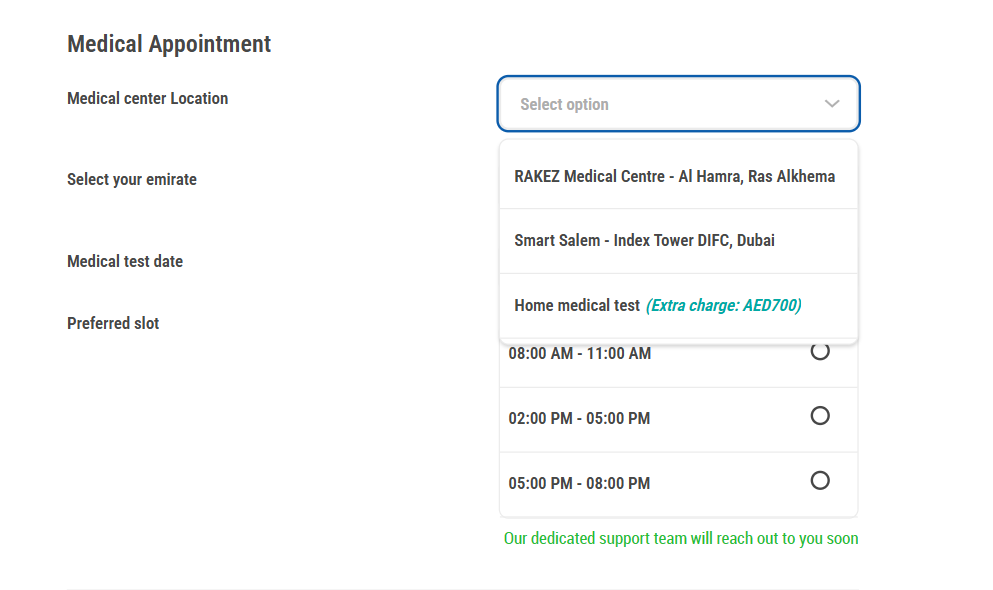 Medical Appointment
Medical center Location
Select option
RAKEZ Medical Centre - Al Hamra, Ras Alkhema
Select your emirate
Smart Salem - Index Tower DIFC, Dubai
Medical test date
Home medical test (Extra charge: AED700)
Preferred slot
08:00 AM - 11:00 AM
02:00 PM - 05:00 PM
05:00 PM - 08:00 PM
Our dedicated support team will reach out to you soon